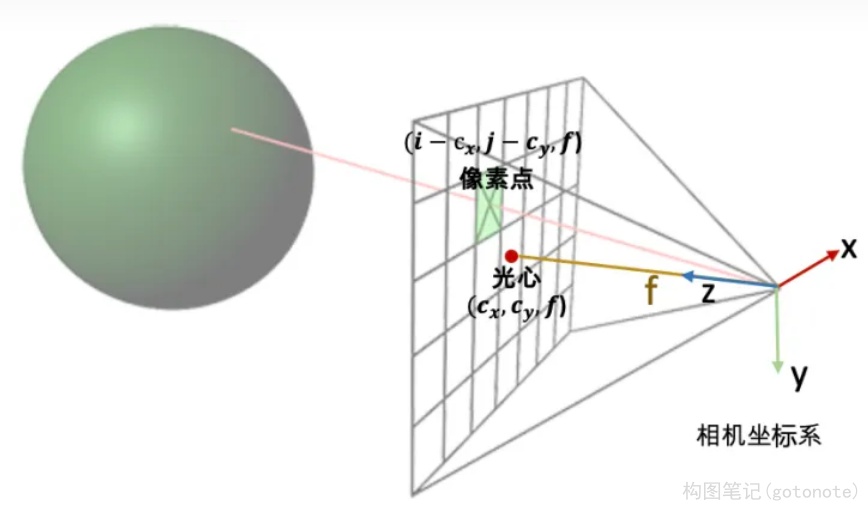 (i − c_x, j − c_y, f)
像素点
光心
(c_x, c_y, f)
f
z
x
y
相机坐标系
构图笔记(gotonote)